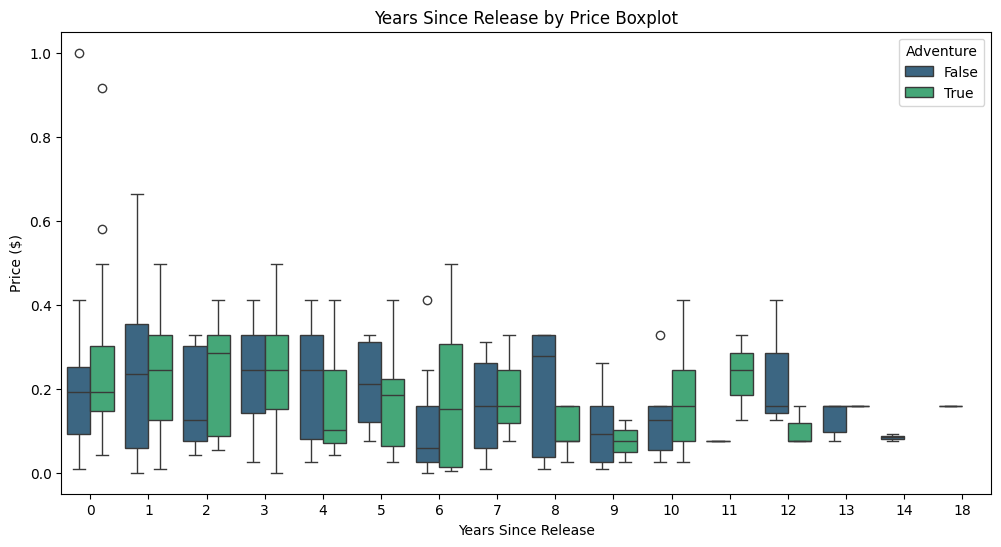 Years Since Release by Price Boxplot
Adventure
False
True
Price ($)
1.0
0.8
0.6
0.4
0.2
0.0
0 1 2 3 4 5 6 7 8 9 10 11 12 13 14 18
Years Since Release